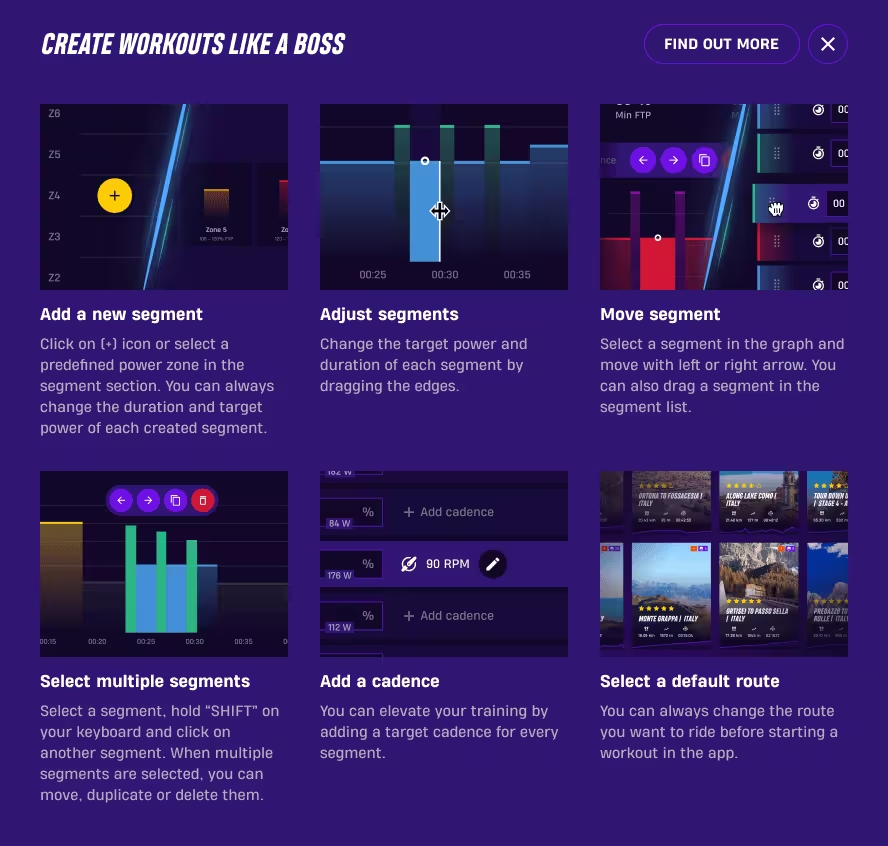 CREATE WORKOUTS LIKE A BOSS
FIND OUT MORE
Z6
Z5
Z4
Z3
Z2
Zone 5
Add a new segment
Click on (+) icon or select a
predefined power zone in the
segment section. You can always
change the duration and target
power of each created segment.
00:25 00:30 00:35
Adjust segments
Change the target power and
duration of each segment by
dragging the edges.
Min FTP
nce
00
00
00
00
00
Move segment
Select a segment in the graph and
move with left or right arrow. You
can also drag a segment in the
segment list.
00:15 00:20 00:25 00:30 00:35
Select multiple segments
Select a segment, hold “SHIFT” on
your keyboard and click on
another segment. When multiple
segments are selected, you can
move, duplicate or delete them.
182 W
% + Add cadence
84 W
% 90 RPM
176 W
% + Add cadence
112 W
Add a cadence
You can elevate your training by
adding a target cadence for every
segment.
ORTONA TO FOSSACESIA |
ITALY
ALONG LAKE COMO |
ITALY
MONTE GRAPPA | ITALY
ORTISEI TO PASSO SELLA
| ITALY
Select a default route
You can always change the route
you want to ride before starting a
workout in the app.